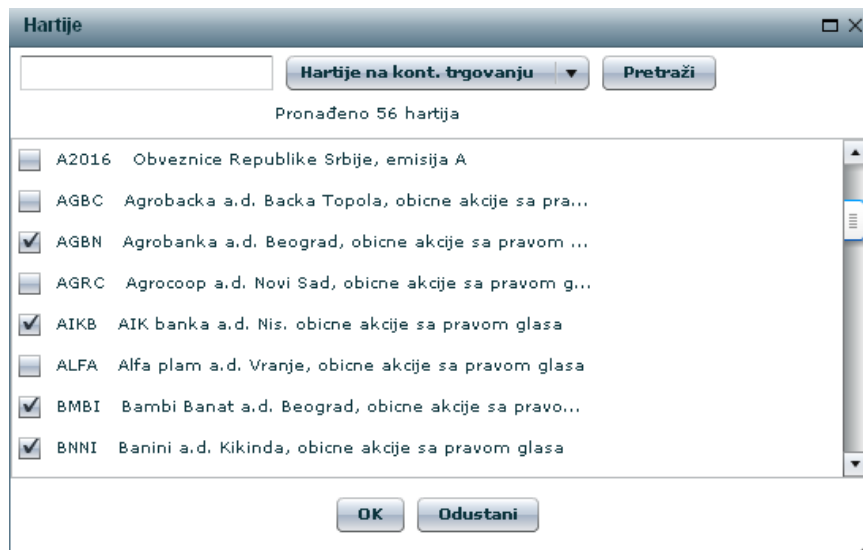 Hartije
Hartije na kont. trgovanju Pretraži
Pronađeno 56 hartija
A2016 Obveznice Republike Srbije, emisija A
AGBC Agrobacka a.d. Backa Topola, obicne akcije sa pra...
AGBN Agrobanka a.d. Beograd, obicne akcije sa pravom ...
AGRC Agrocoop a.d. Novi Sad, obicne akcije sa pravom g...
AIKB AIK banka a.d. Nis. obicne akcije sa pravom glasa
ALFA Alfa plam a.d. Vranje, obicne akcije sa pravom glasa
BMBI Bambi Banat a.d. Beograd, obicne akcije sa pravo...
BNNI Banini a.d. Kikinda, obicne akcije sa pravom glasa
OK Odustani